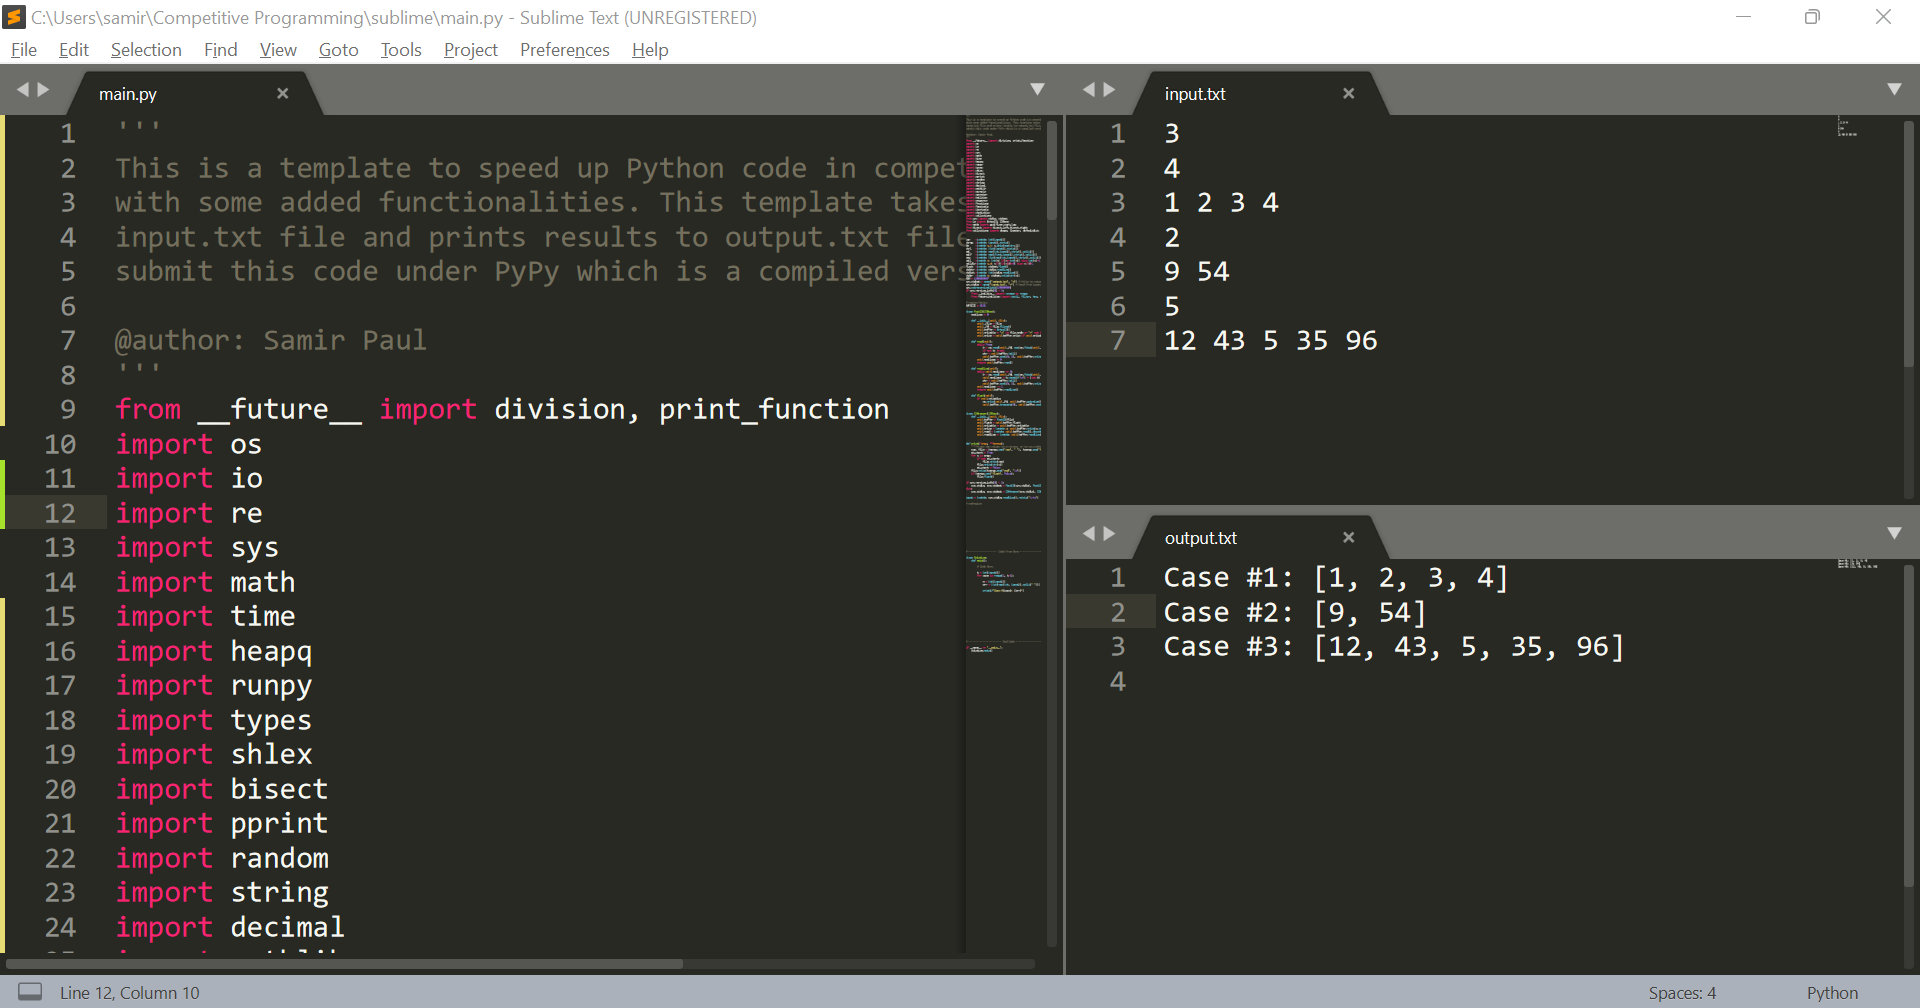 C:\Users\samir\Competitive Programming\sublime\main.py - Sublime Text (UNREGISTERED)
File Edit Selection Find View Goto Tools Project Preferences Help
main.py
1 '''
2 This is a template to speed up Python code in compet
3 with some added functionalities. This template takes
4 input.txt file and prints results to output.txt file
5 submit this code under PyPy which is a compiled vers
6
7 @author: Samir Paul
8 '''
9 from __future__ import division, print_function
10 import os
11 import io
12 import re
13 import sys
14 import math
15 import time
16 import heapq
17 import runpy
18 import types
19 import shlex
20 import bisect
21 import pprint
22 import random
23 import string
24 import decimal
input.txt
1 3
2 4
3 1 2 3 4
4 2
5 9 54
6 5
7 12 43 5 35 96
output.txt
1 Case #1: [1, 2, 3, 4]
2 Case #2: [9, 54]
3 Case #3: [12, 43, 5, 35, 96]
4
Line 12, Column 10
Spaces: 4
Python